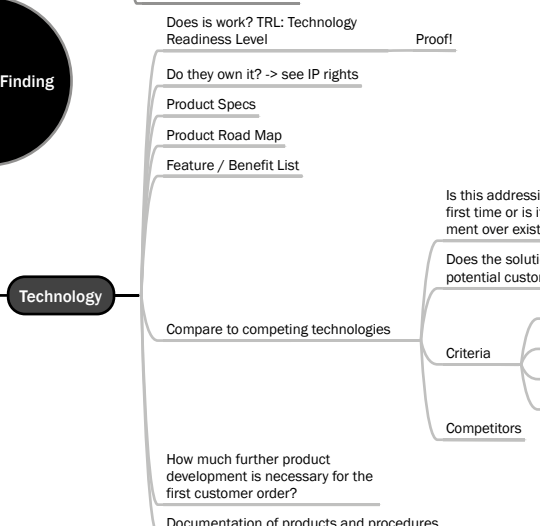 Does is work? TRL: Technology
Readiness Level
Proof!
Finding
Do they own it? -> see IP rights
Product Specs
Product Road Map
Feature / Benefit List
Is this addressi
first time or is i
ment over exist
Does the soluti
potential custo
Technology
Compare to competing technologies
Criteria
Competitors
How much further product
development is necessary for the
first customer order?
Documentation of products and procedures